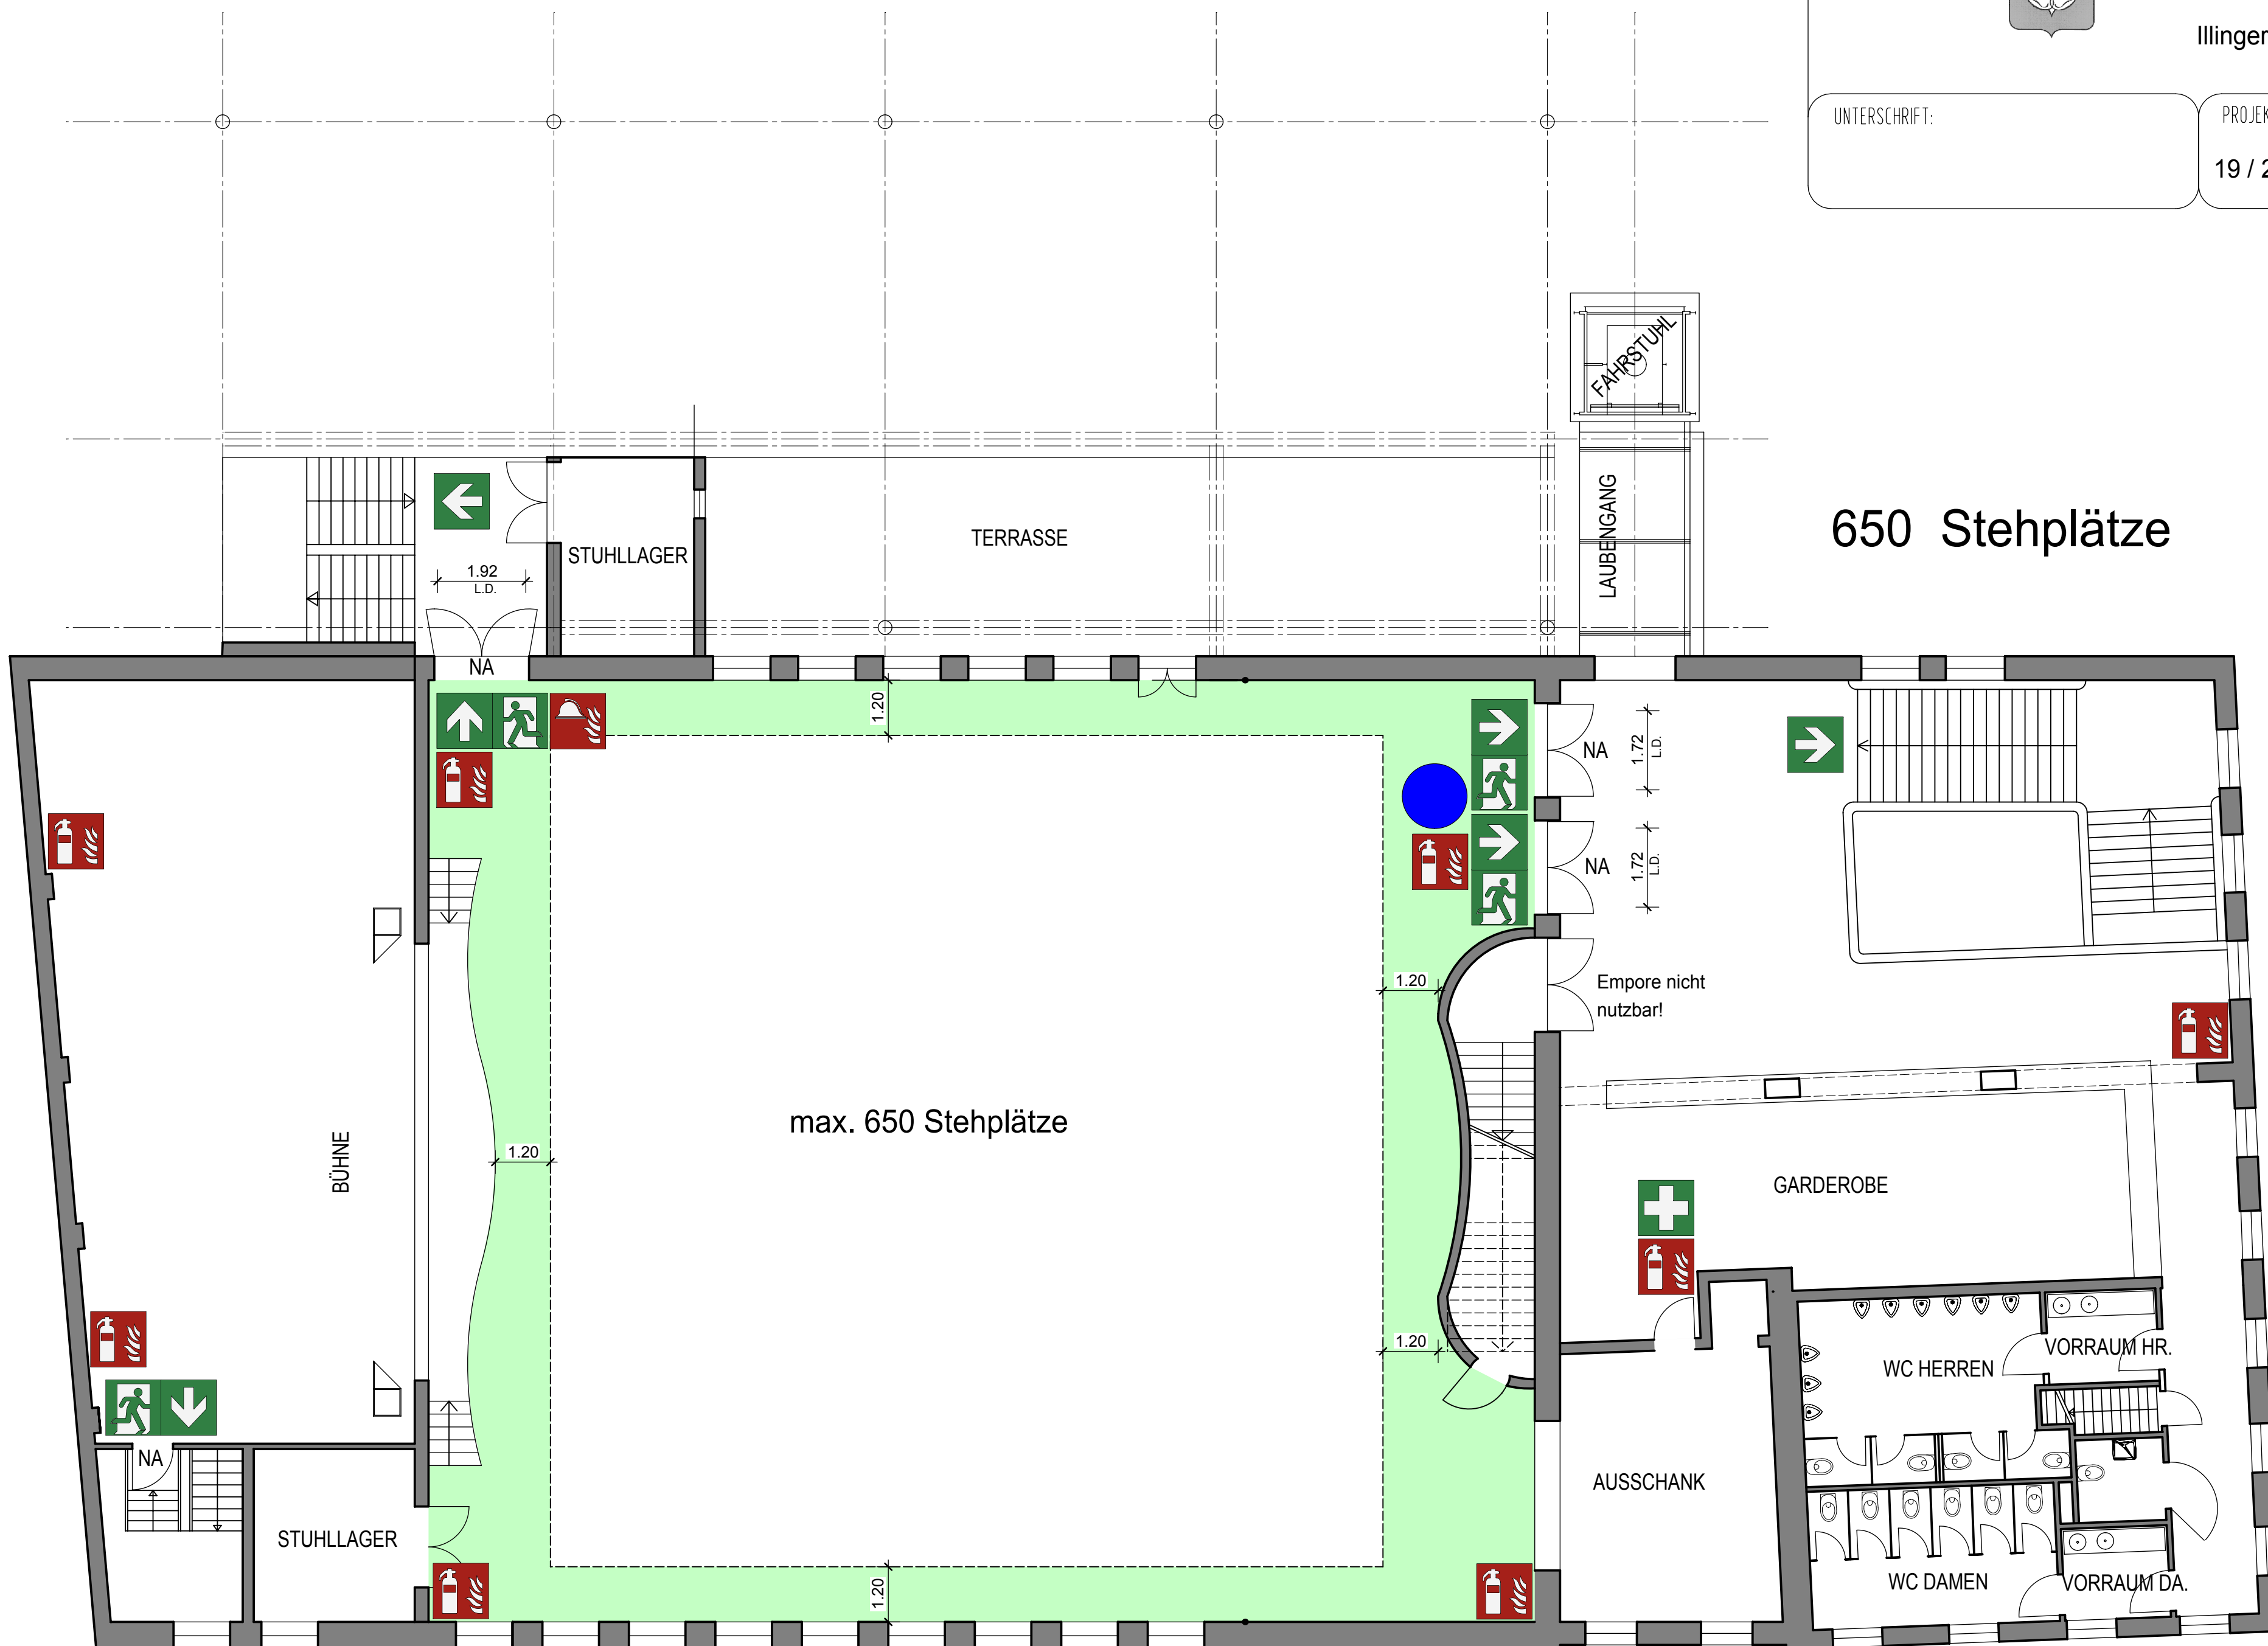 Illinger
UNTERSCHRIFT:
PROJEK
19 / 2
FAHRSTUHL
LAUBENGANG
650 Stehplätze
TERRASSE
STUHLLAGER
1.92
L.D.
NA
1.20
NA
1.72
L.D.
NA
1.72
L.D.
1.20
Empore nicht
nutzbar!
max. 650 Stehplätze
BÜHNE
1.20
GARDEROBE
1.20
VORRAUM HR.
WC HERREN
NA
AUSSCHANK
STUHLLAGER
1.20
WC DAMEN
VORRAUM DA.